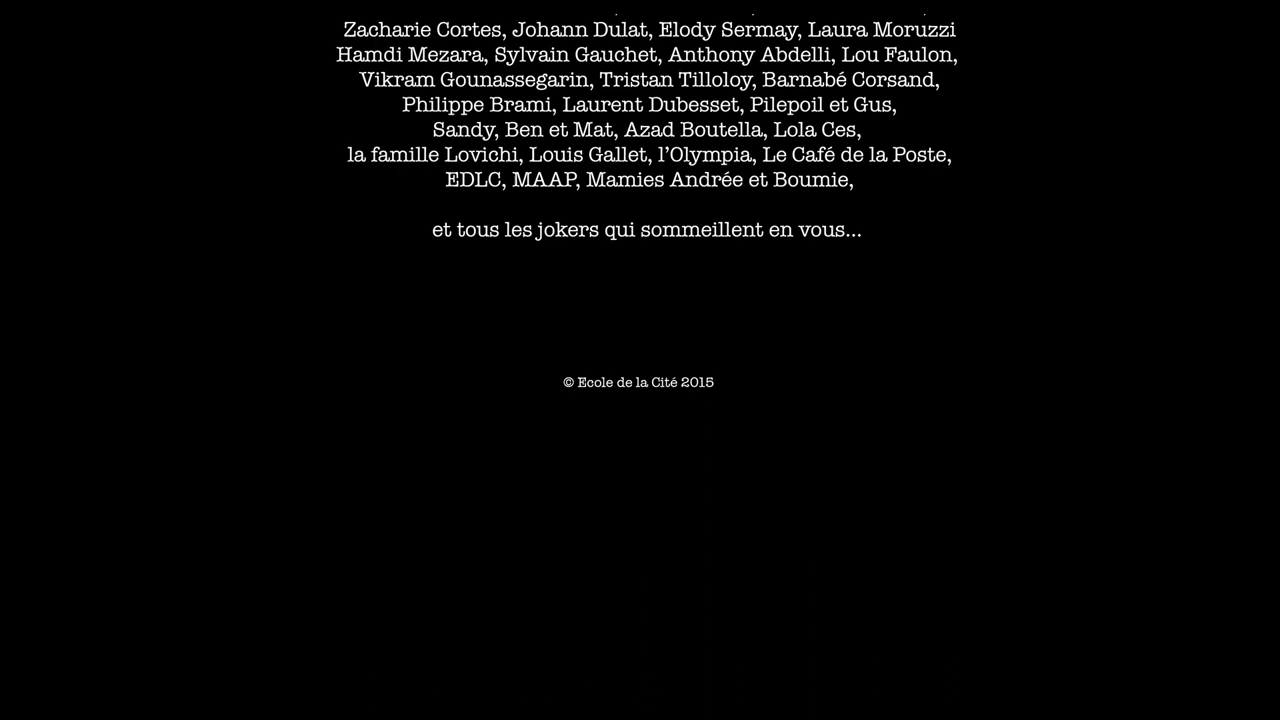 Zacharie Cortes, Johann Dulat, Elody Sermay, Laura Moruzzi
Hamdi Mezara, Sylvain Gauchet, Anthony Abdelli, Lou Faulon,
Vikram Gounassegarin, Tristan Tilloloy, Barnabé Corsand,
Philippe Brami, Laurent Dubesset, Pilepoil et Gus,
Sandy, Ben et Mat, Azad Boutella, Lola Ces,
la famille Lovichi, Louis Gallet, l’Olympia, Le Café de la Poste,
EDLC, MAAP, Mamies Andrée et Boumie,
et tous les jokers qui sommeillent en vous...
© Ecole de la Cité 2015